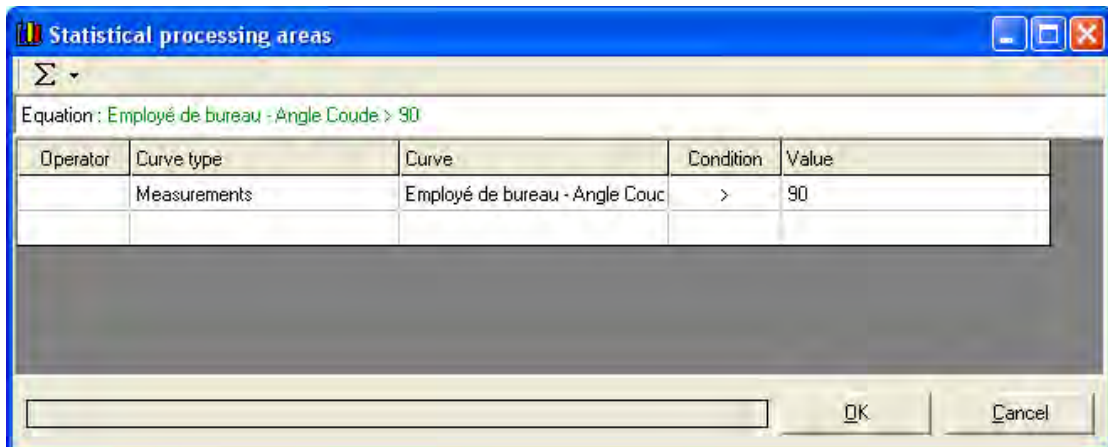 Statistical processing areas
Σ
Equation : Employé de bureau - Angle Coude > 90
Operator Curve type Curve Condition Value
Measurements Employé de bureau - Angle Couc > 90
OK Cancel